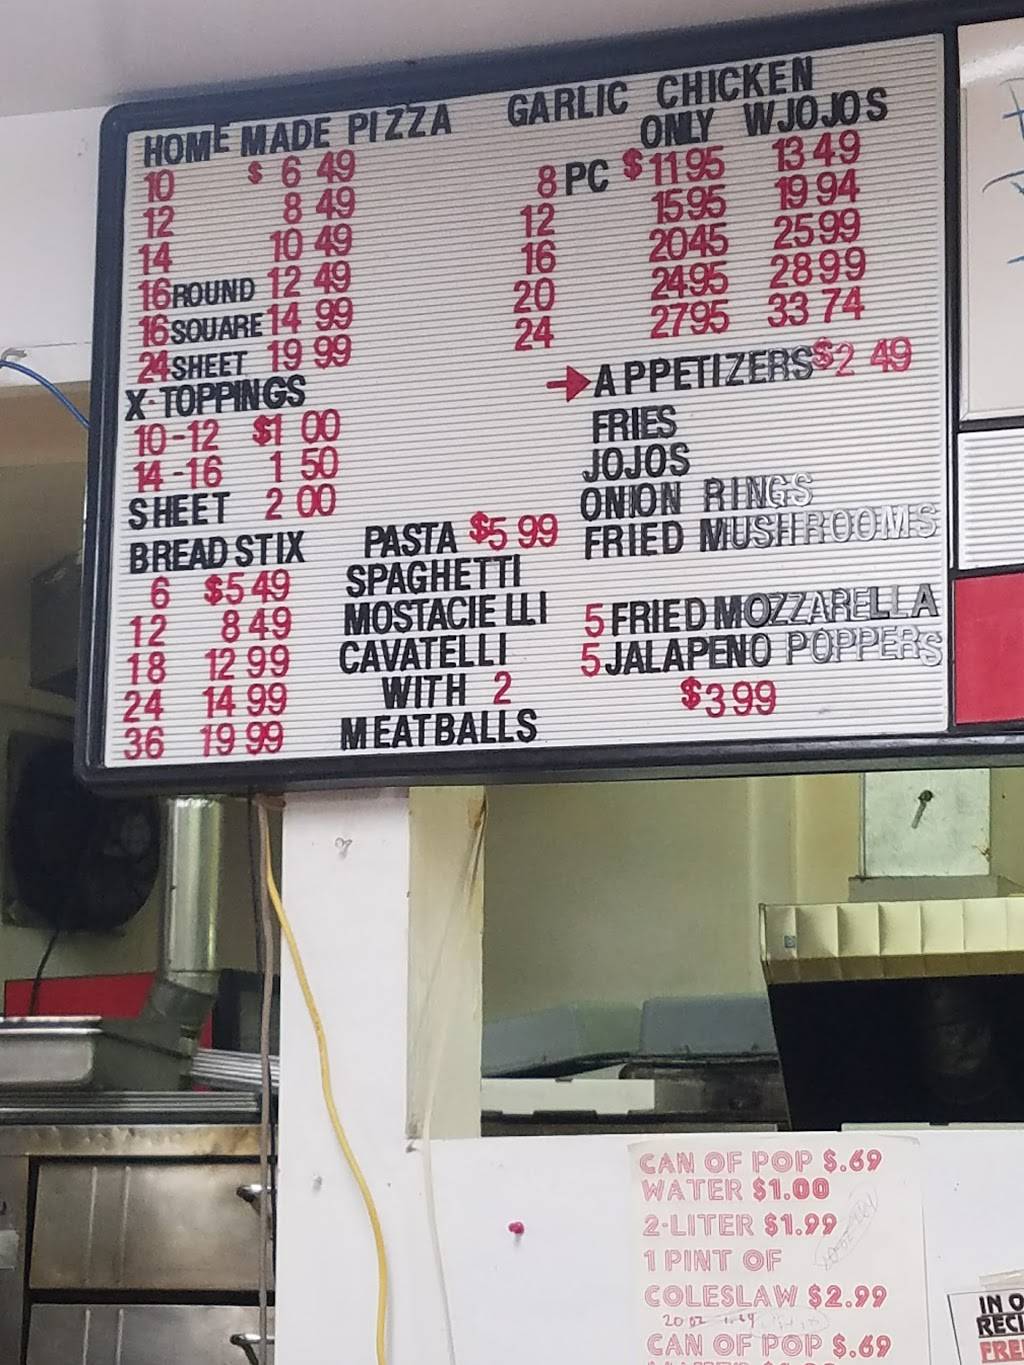 HOME MADE PIZZA
10 $ 6 49
12 8 49
14 10 49
16 ROUND 12 49
16 SQUARE 14 99
24 SHEET 19 99
X-TOPPINGS
10-12 $1 00
14-16 1 50
SHEET 2 00
BREAD STIX
6 $5 49
12 8 49
18 12 99
24 14 99
36 19 99
PASTA $5 99
SPAGHETTI
MOSTACIELLI
CAVATELLI
WITH 2
MEATBALLS
GARLIC CHICKEN
ONLY WJOJOS
8 PC $11 95 13 49
12 15 95 19 94
16 20 45 25 99
20 24 95 28 99
24 27 95 33 74
APPETIZERS $2 49
FRIES
JOJOS
ONION RINGS
FRIED MUSHROOMS
5 FRIED MOZZARELLA
5 JALAPENO POPPERS
$3 99
CAN OF POP $.69
WATER $1.00
2-LITER $1.99
1 PINT OF
COLESLAW $2.99
20 oz
CAN OF POP $.69
IN O
RECI
FRE